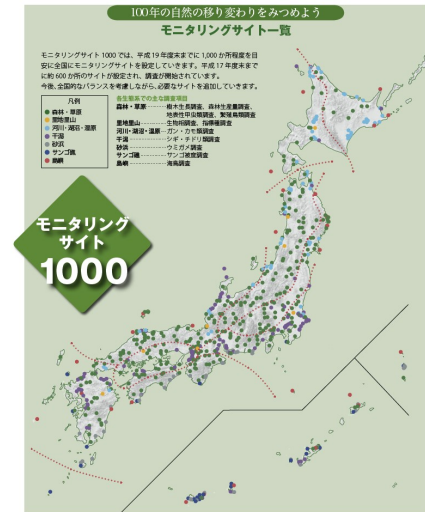 100年の自然の移り変わりをみつめよう
モニタリングサイト一覧
モニタリングサイト1000では、平成19年度末までに1,000か所程度を目
安に全国にモニタリングサイトを設定していきます。平成17年度末まで
に約600か所のサイトが設定され、調査が開始されています。
今後、全国的なバランスを考慮しながら、必要なサイトを追加していきます。
凡例
森林・草原
里地里山
河川・湖沼・湿原
干潟
砂浜
サンゴ礁
島嶼
各生態系での主な調査項目
森林・草原 樹木生長調査、森林生産量調査、
地表性甲虫類調査、繁殖鳥類調査
里地里山 生物相調査、指標種調査
河川・湖沼・湿原 ガン・カモ類調査
干潟 シギ・チドリ類調査
砂浜 ウミガメ調査
サンゴ礁 サンゴ被度調査
島嶼 海鳥調査
モニタリング
サイト
1000